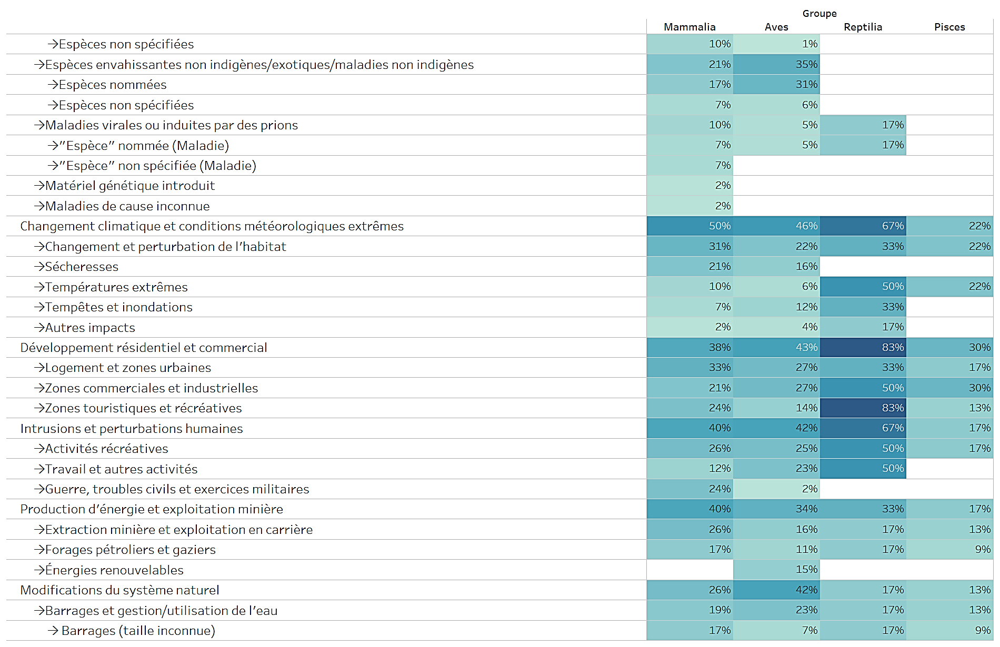 Groupe
Mammalia Aves Reptilia Pisces
→Espèces non spécifiées 10% 1%
→Espèces envahissantes non indigènes/exotiques/maladies non indigènes 21% 35%
→Espèces nommées 17% 31%
→Espèces non spécifiées 7% 6%
→Maladies virales ou induites par des prions 10% 5% 17%
→"Espèce" nommée (Maladie) 7% 5% 17%
→"Espèce" non spécifiée (Maladie) 7%
→Matériel génétique introduit 2%
→Maladies de cause inconnue 2%
Changement climatique et conditions météorologiques extrêmes 50% 46% 67% 22%
→Changement et perturbation de l'habitat 31% 22% 33% 22%
→Sécheresses 21% 16%
→Températures extrêmes 10% 6% 50% 22%
→Tempêtes et inondations 7% 12% 33%
→Autres impacts 2% 4% 17%
Développement résidentiel et commercial 38% 43% 83% 30%
→Logement et zones urbaines 33% 27% 33% 17%
→Zones commerciales et industrielles 21% 27% 50% 30%
→Zones touristiques et récréatives 24% 14% 83% 13%
Intrusions et perturbations humaines 40% 42% 67% 17%
→Activités récréatives 26% 25% 50% 17%
→Travail et autres activités 12% 23% 50%
→Guerre, troubles civils et exercices militaires 24% 2%
Production d'énergie et exploitation minière 40% 34% 33% 17%
→Extraction minière et exploitation en carrière 26% 16% 17% 13%
→Forages pétroliers et gaziers 17% 11% 17% 9%
→Énergies renouvelables 15%
Modifications du système naturel 26% 42% 17% 13%
→Barrages et gestion/utilisation de l'eau 19% 23% 17% 13%
→ Barrages (taille inconnue) 17% 7% 17% 9%